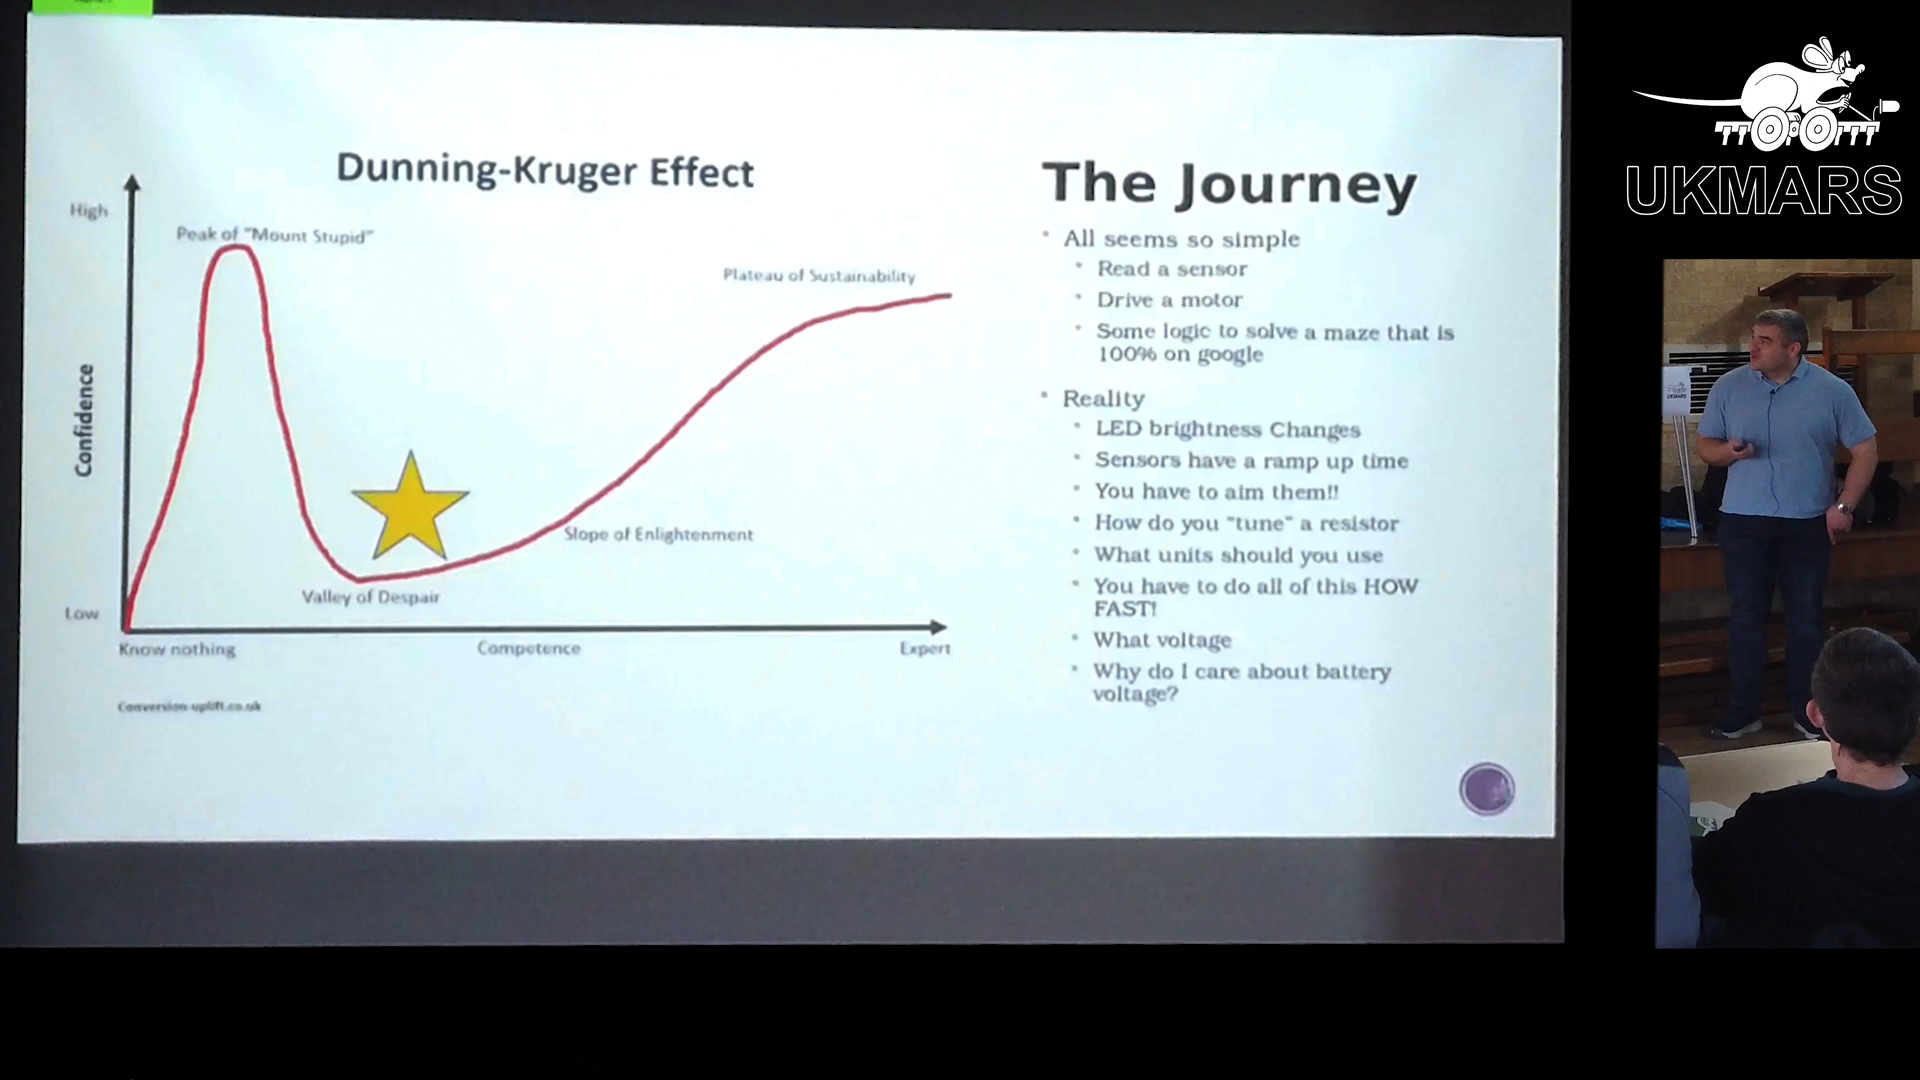 Dunning-Kruger Effect
High
Peak of "Mount Stupid"
Plateau of Sustainability
Confidence
Slope of Enlightenment
Valley of Despair
Low
Know nothing
Competence
Expert
Conversion-uplift.co.uk
The Journey
All seems so simple
Read a sensor
Drive a motor
Some logic to solve a maze that is
100% on google
Reality
LED brightness Changes
Sensors have a ramp up time
You have to aim them!!
How do you "tune" a resistor
What units should you use
You have to do all of this HOW
FAST!
What voltage
Why do I care about battery
voltage?
UKMARS
UKMARS